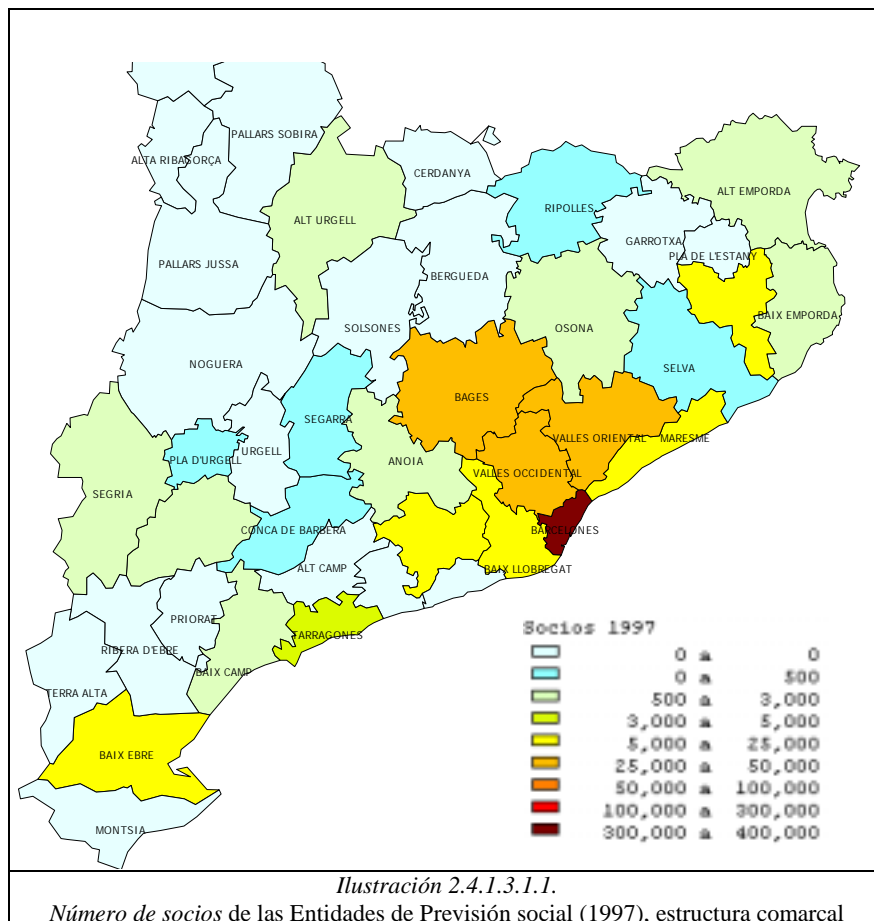 PALLARS SOBIRA
ALTA RIBAGORÇA
CERDANYA
ALT EMPORDA
RIPOLLES
ALT URGELL
GARROTXA
PLA DE L'ESTANY
PALLARS JUSSA
BERGUEDA
BAIX EMPORDA
SOLSONES
OSONA
NOGUERA
SELVA
BAGES
SEGARRA
VALLES ORIENTAL
MARESME
URGELL
PLA D'URGELL
ANOIA
VALLES OCCIDENTAL
SEGRIA
CONCA DE BARBERA
BARCELONES
ALT CAMP
BAIX LLOBREGAT
PRIORAT
TARRAGONES
RIBERA D'EBRE
BAIX CAMP
TERRA ALTA
BAIX EBRE
MONTSIA
Socios 1997
0 a 0
0 a 500
500 a 3,000
3,000 a 5,000
5,000 a 25,000
25,000 a 50,000
50,000 a 100,000
100,000 a 300,000
300,000 a 400,000
Ilustración 2.4.1.3.1.1.
Número de socios de las Entidades de Previsión social (1997), estructura comarcal